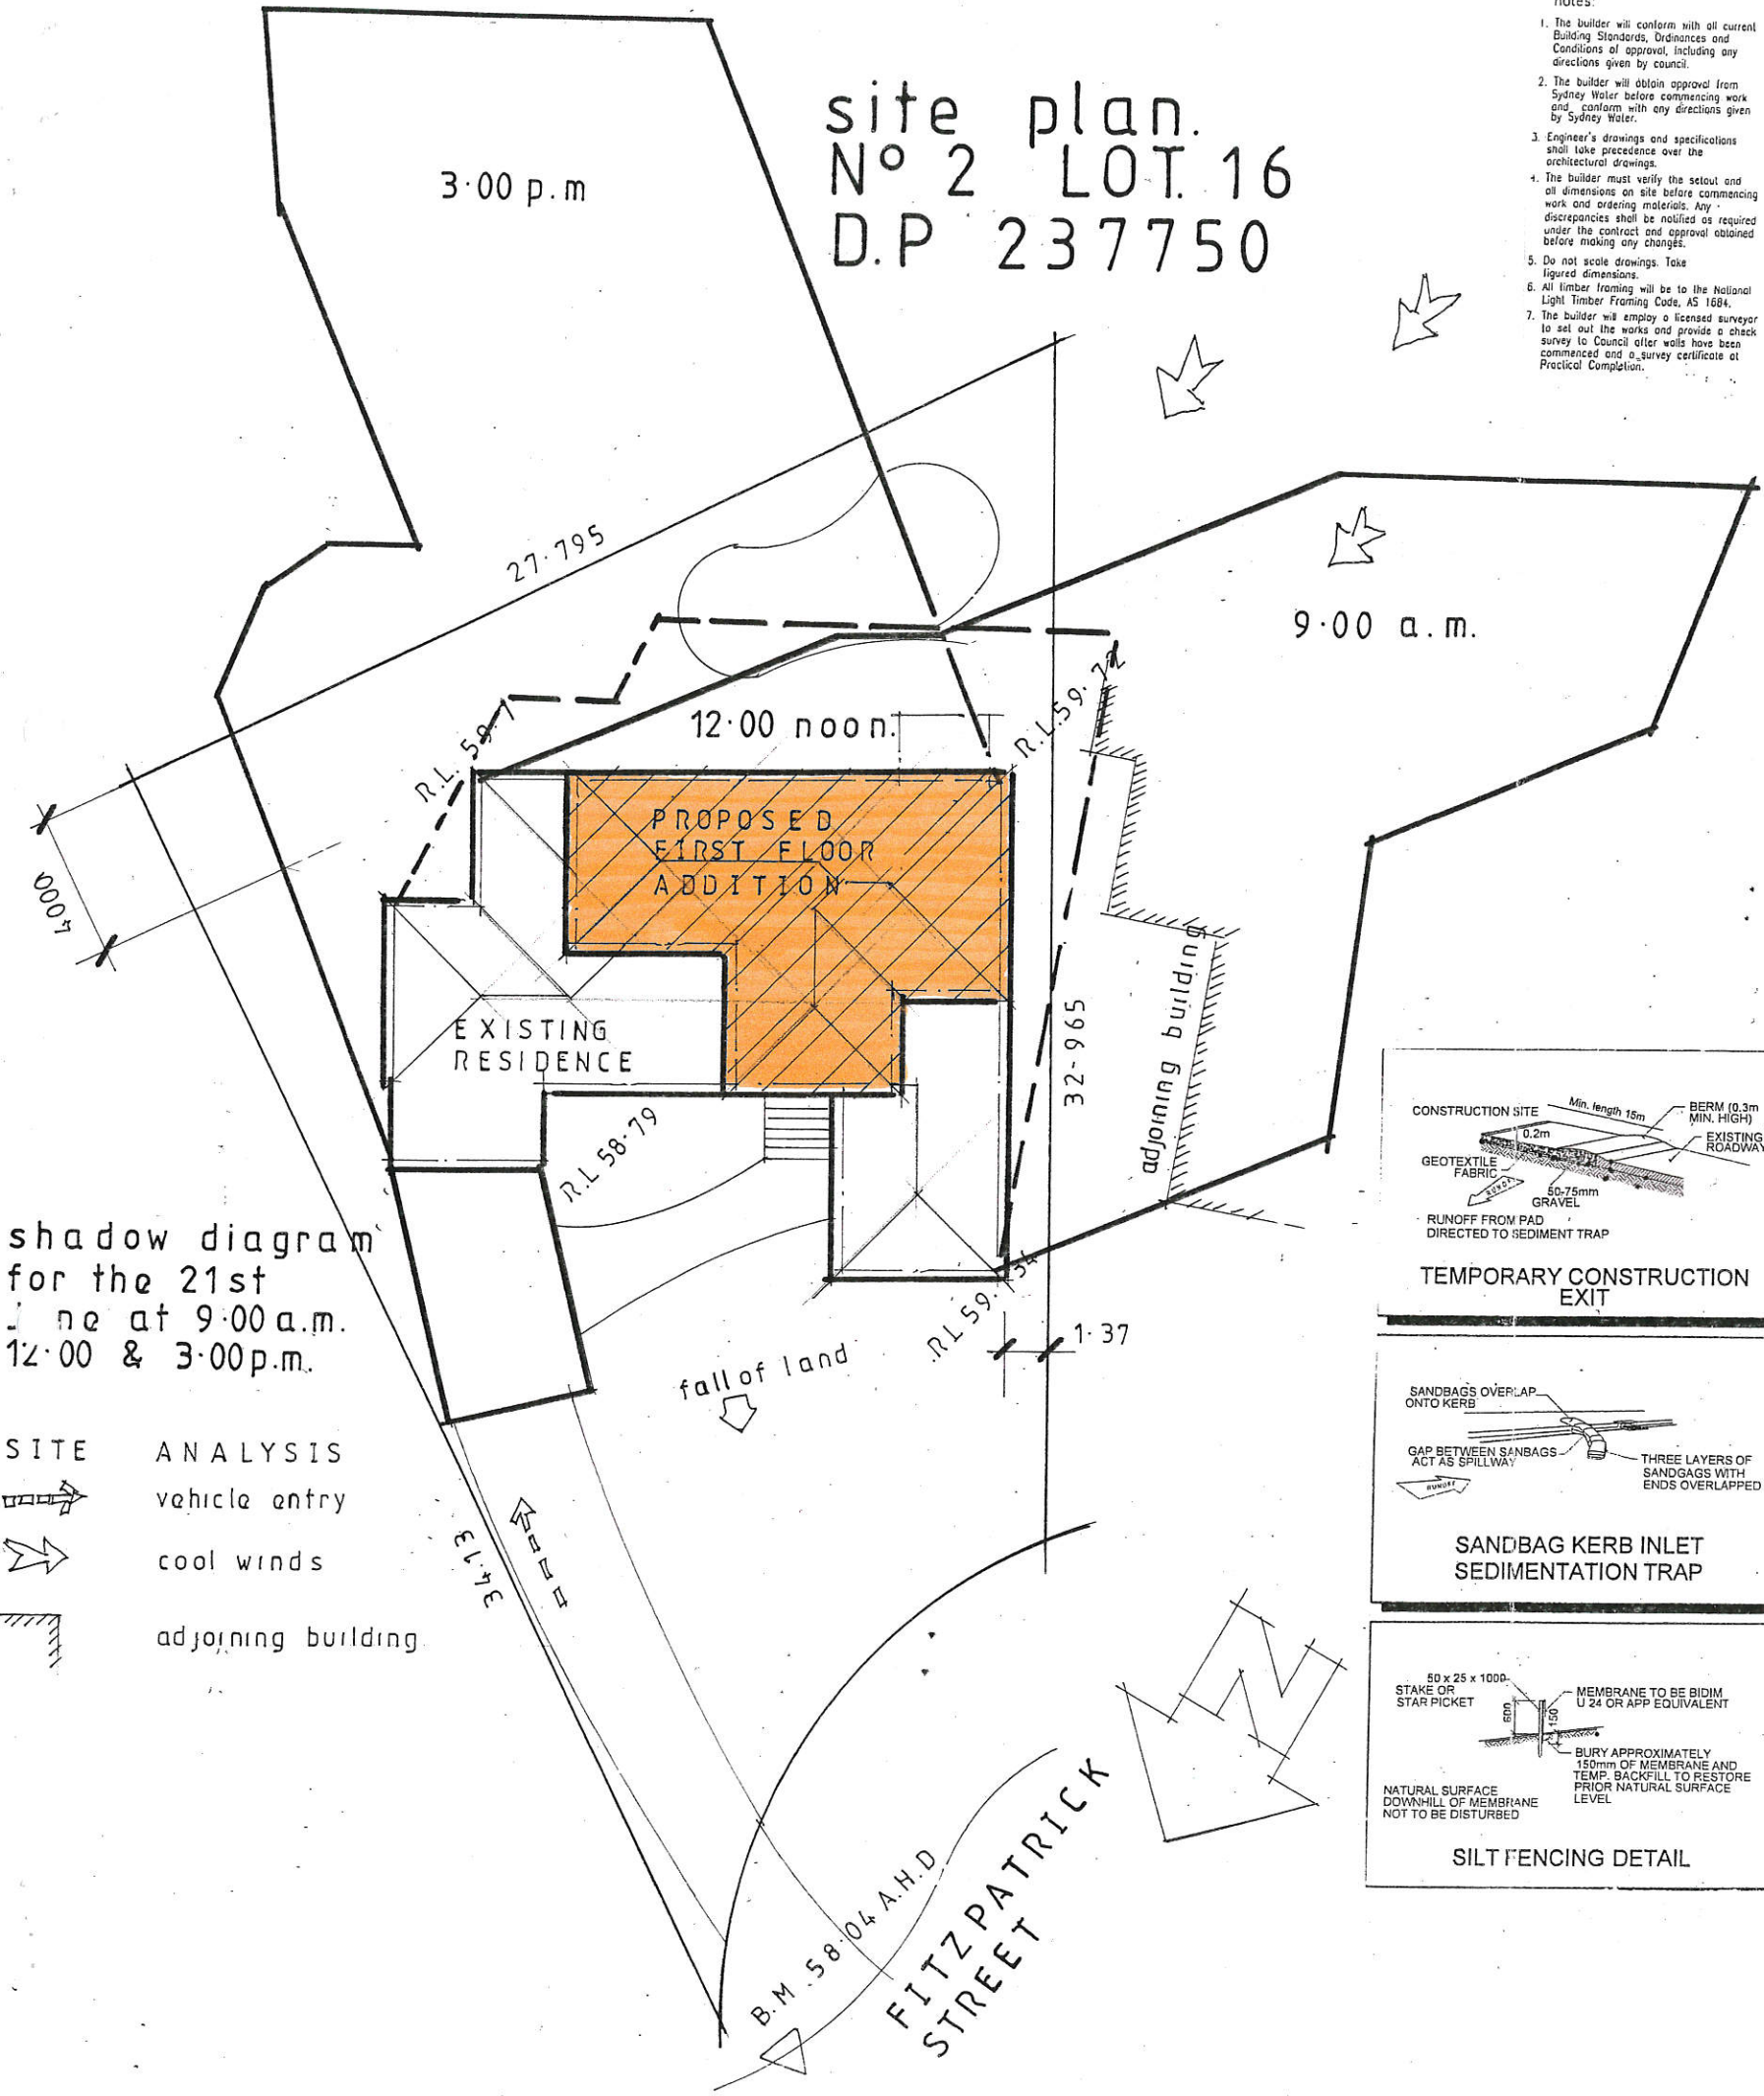 notes:
1. The builder will conform with all current
Building Standards, Ordinances and
Conditions of approval, including any
directions given by council.
2. The builder will obtain approval from
Sydney Water before commencing work
and conform with any directions given
by Sydney Water.
3. Engineer's drawings and specifications
shall take precedence over the
architectural drawings.
4. The builder must verify the setout and
all dimensions on site before commencing
work and ordering materials. Any
discrepancies shall be notified as required
under the contract and approval obtained
before making any changes.
5. Do not scale drawings. Take
figured dimensions.
6. All timber framing will be to the National
Light Timber Framing Code, AS 1684.
7. The builder will employ a licensed surveyor
to set out the works and provide a check
survey to Council after walls have been
commenced and a survey certificate at
Practical Completion.
site plan.
Nº 2 LOT. 16
D.P 237750
3·00 p.m
27·795
9·00 a.m.
12·00 noon.
R.L. 59·7
R.L.59·72
4000
PROPOSED
FIRST FLOOR
ADDITION
EXISTING
RESIDENCE
32-965
adjoining building
R.L 58·79
R.L 59·34
1·37
fall of land
shadow diagram
for the 21st
ne at 9·00 a.m.
12·00 & 3·00p.m.
SITE ANALYSIS
vehicle entry
cool winds
adjoining building
34·13
B.M 58·04 A.H.D
FITZPATRICK
STREET
N
CONSTRUCTION SITE
Min. length 15m
BERM (0.3m
MIN. HIGH)
0.2m
EXISTING
ROADWAY
GEOTEXTILE
FABRIC
RUNOFF
50-75mm
GRAVEL
RUNOFF FROM PAD
DIRECTED TO SEDIMENT TRAP
TEMPORARY CONSTRUCTION
EXIT
SANDBAGS OVERLAP
ONTO KERB
GAP BETWEEN SANBAGS
ACT AS SPILLWAY
RUNOFF
THREE LAYERS OF
SANDGAGS WITH
ENDS OVERLAPPED
SANDBAG KERB INLET
SEDIMENTATION TRAP
50 x 25 x 1000
STAKE OR
STAR PICKET
600
150
MEMBRANE TO BE BIDIM
U 24 OR APP EQUIVALENT
BURY APPROXIMATELY
150mm OF MEMBRANE AND
TEMP. BACKFILL TO RESTORE
PRIOR NATURAL SURFACE
LEVEL
NATURAL SURFACE
DOWNHILL OF MEMBRANE
NOT TO BE DISTURBED
SILT FENCING DETAIL